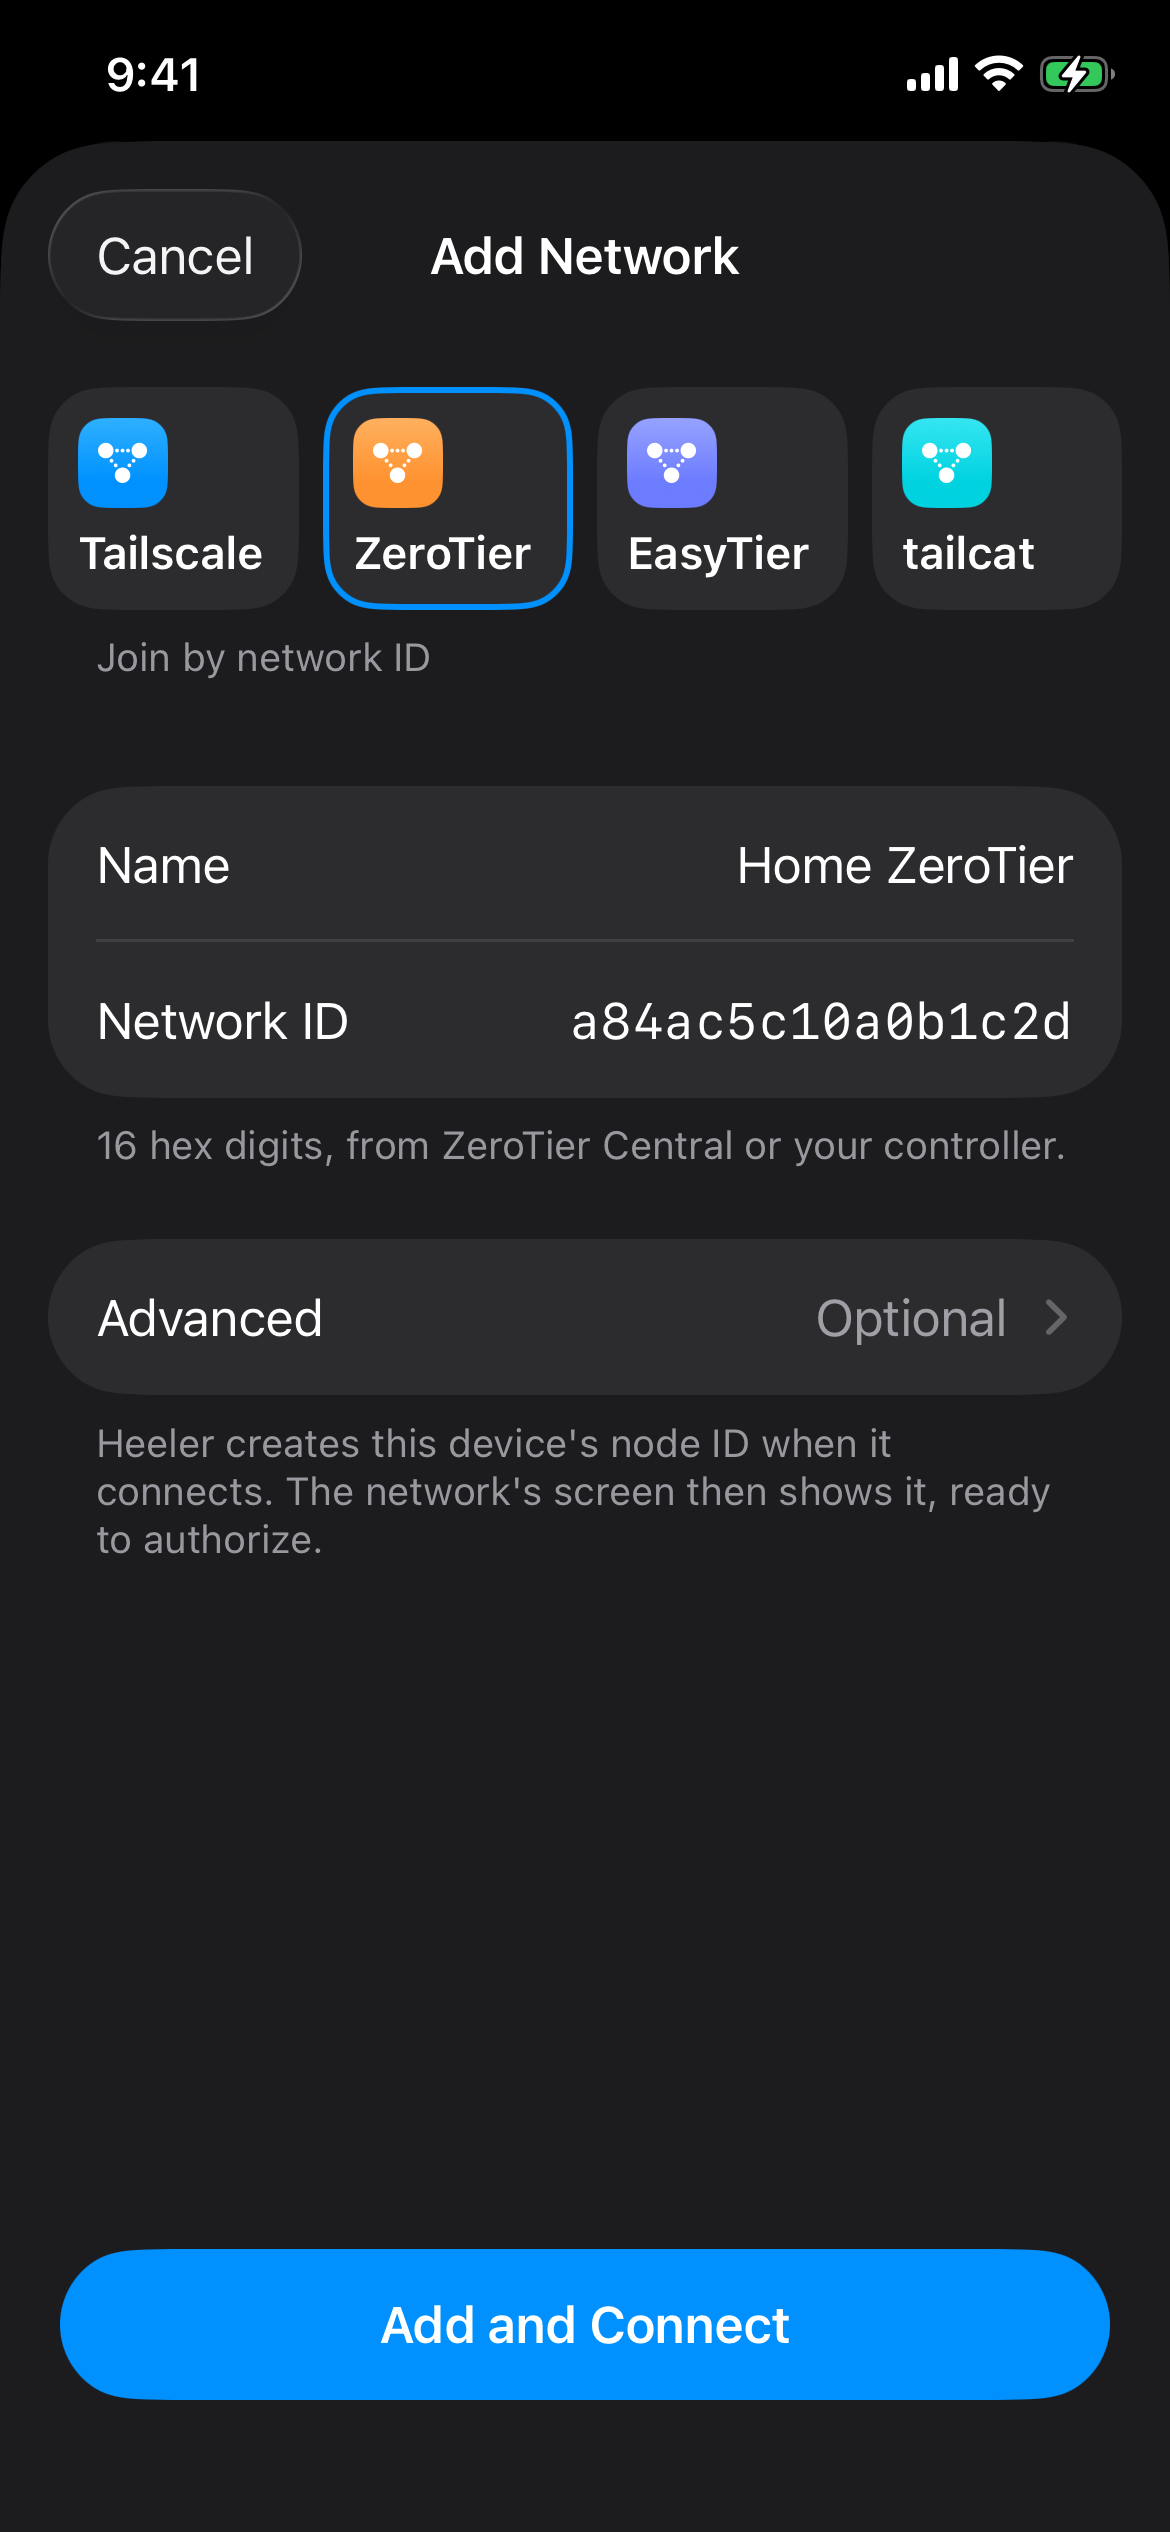 9:41
Cancel
Add Network
Tailscale
ZeroTier
EasyTier
tailcat
Join by network ID
Name
Home ZeroTier
Network ID
a84ac5c10a0b1c2d
16 hex digits, from ZeroTier Central or your controller.
Advanced
Optional
Heeler creates this device's node ID when it
connects. The network's screen then shows it, ready
to authorize.
Add and Connect